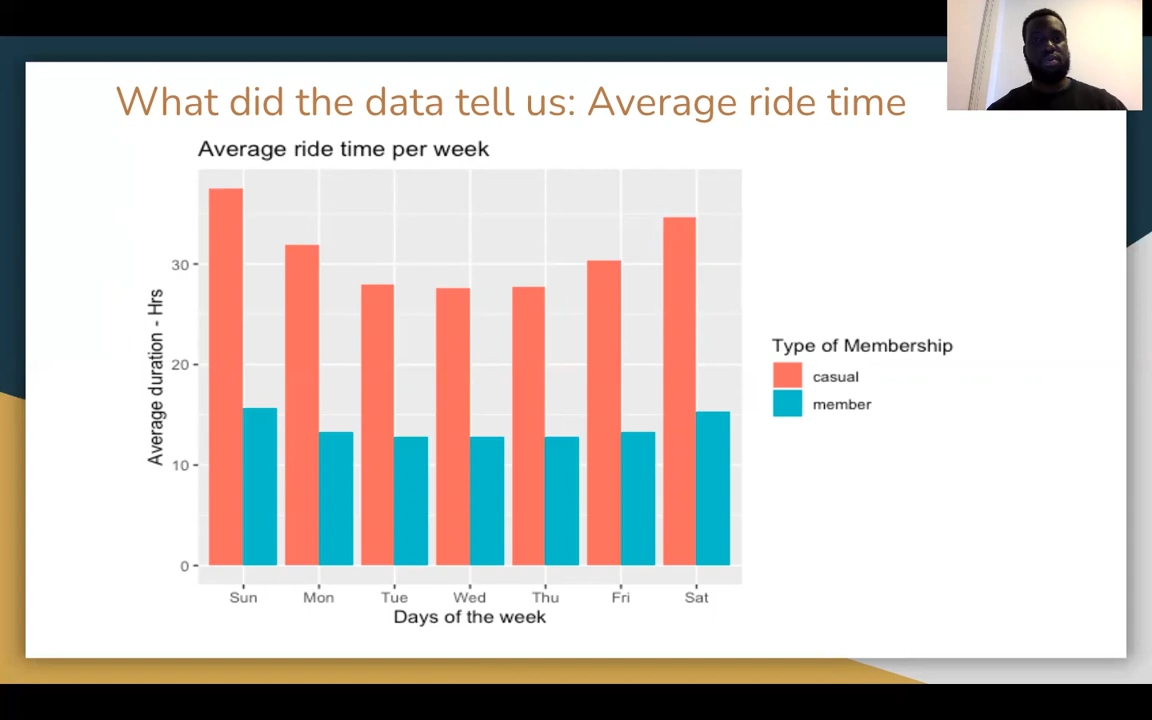 What did the data tell us: Average ride time
Average ride time per week
Average duration - Hrs
30
20
10
0
Sun Mon Tue Wed Thu Fri Sat
Days of the week
Type of Membership
casual
member